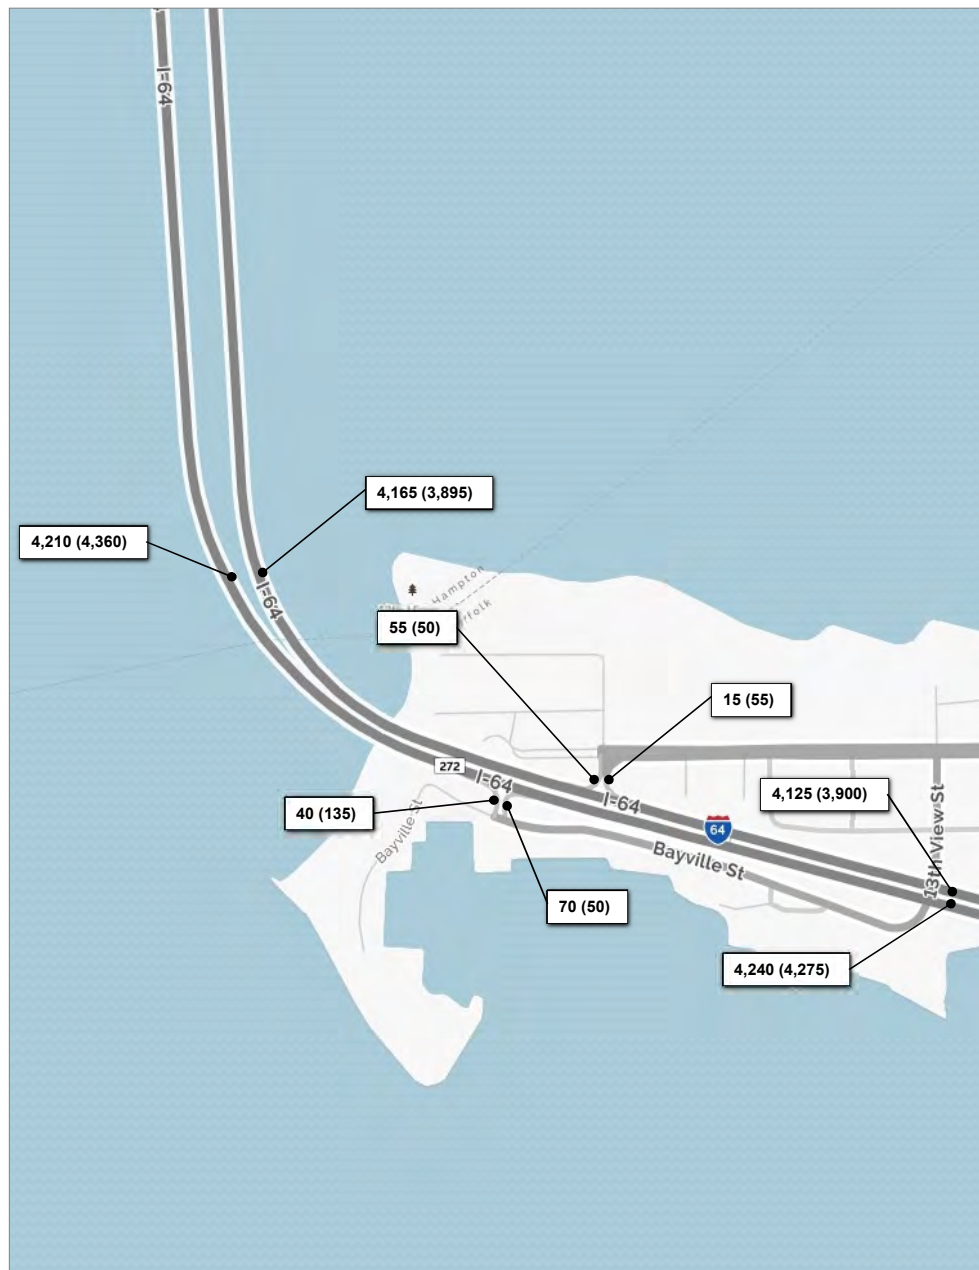 I-64
4,165 (3,895)
4,210 (4,360)
I-64
Hampton
55 (50)
15 (55)
272
I-64
I-64
4,125 (3,900)
40 (135)
64
Bayville St
Bayville St
13th View St
70 (50)
4,240 (4,275)